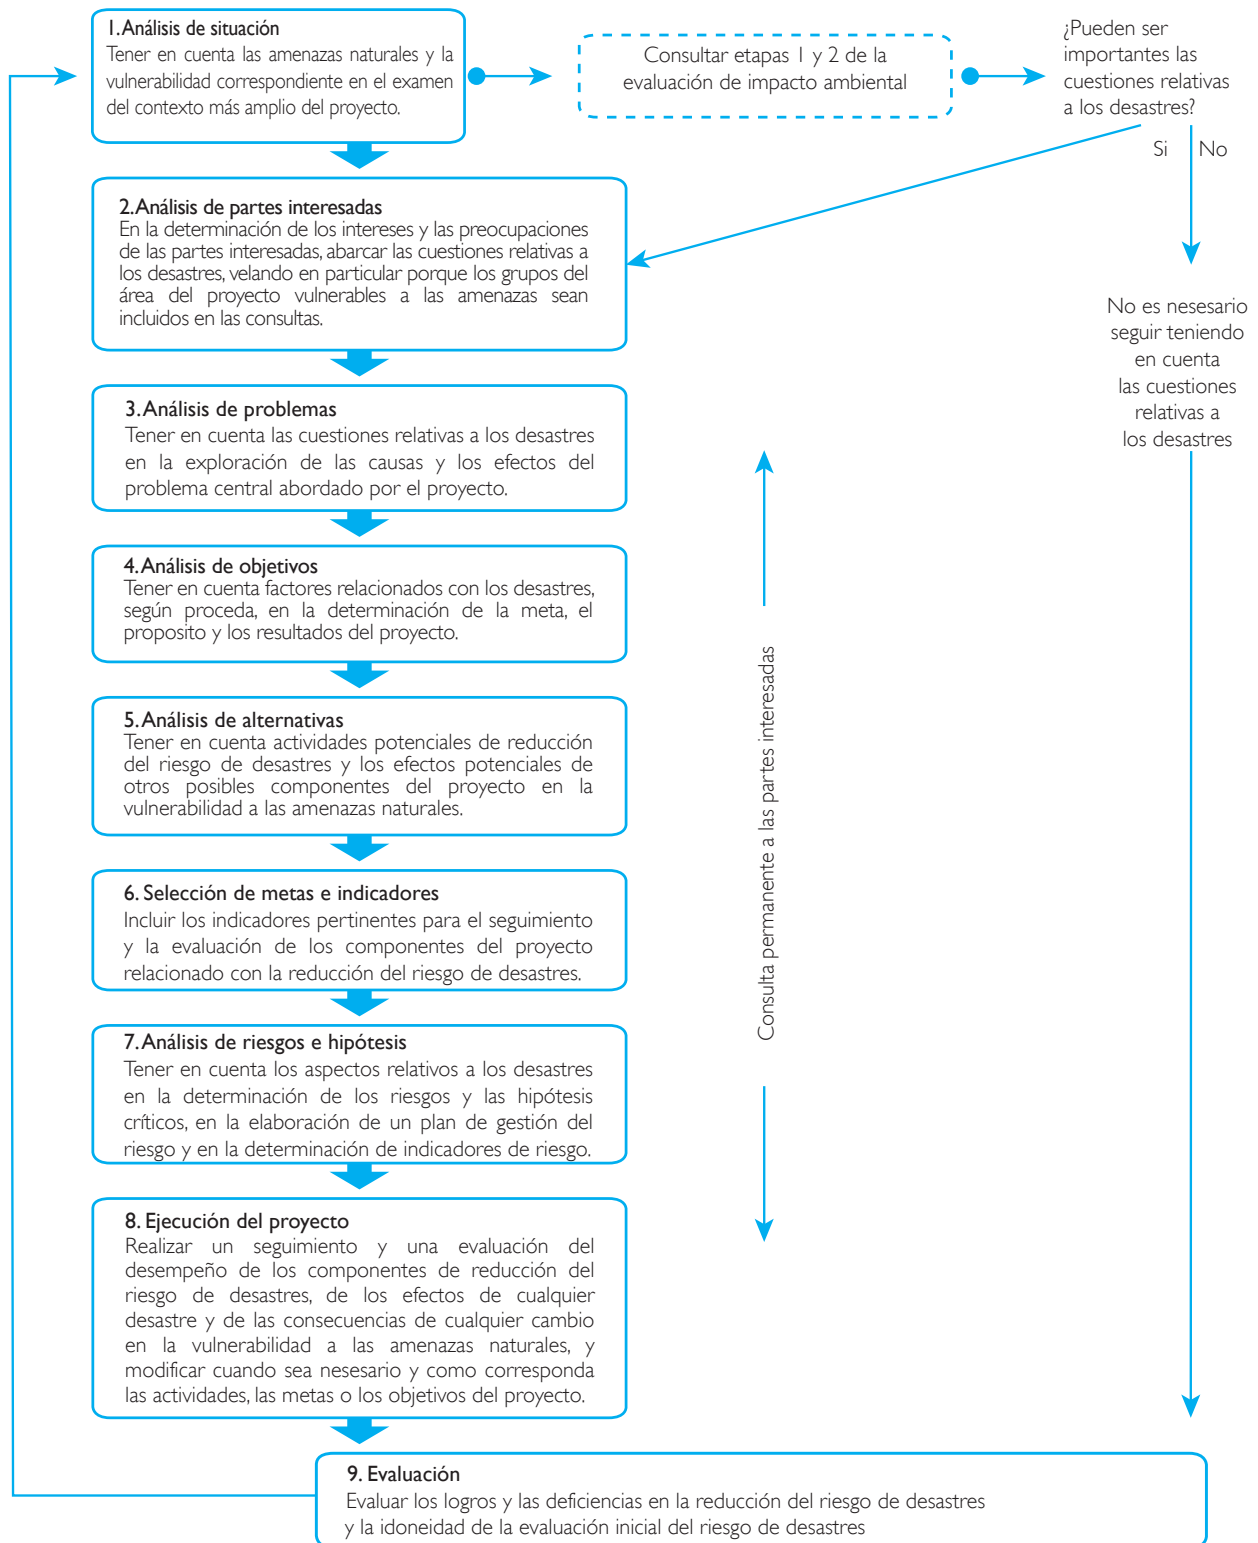 1. Análisis de situación
Tener en cuenta las amenazas naturales y la
vulnerabilidad correspondiente en el examen
del contexto más amplio del proyecto.
Consultar etapas 1 y 2 de la
evaluación de impacto ambiental
¿Pueden ser
importantes las
cuestiones relativas
a los desastres?
Si
No
2. Análisis de partes interesadas
En la determinación de los intereses y las preocupaciones
de las partes interesadas, abarcar las cuestiones relativas a
los desastres, velando en particular porque los grupos del
área del proyecto vulnerables a las amenazas sean
incluidos en las consultas.
No es nesesario
seguir teniendo
en cuenta
las cuestiones
relativas a
los desastres
3. Análisis de problemas
Tener en cuenta las cuestiones relativas a los desastres
en la exploración de las causas y los efectos del
problema central abordado por el proyecto.
4. Análisis de objetivos
Tener en cuenta factores relacionados con los desastres,
según proceda, en la determinación de la meta, el
proposito y los resultados del proyecto.
5. Análisis de alternativas
Tener en cuenta actividades potenciales de reducción
del riesgo de desastres y los efectos potenciales de
otros posibles componentes del proyecto en la
vulnerabilidad a las amenazas naturales.
Consulta permanente a las partes interesadas
6. Selección de metas e indicadores
Incluir los indicadores pertinentes para el seguimiento
y la evaluación de los componentes del proyecto
relacionado con la reducción del riesgo de desastres.
7. Análisis de riesgos e hipótesis
Tener en cuenta los aspectos relativos a los desastres
en la determinación de los riesgos y las hipótesis
críticos, en la elaboración de un plan de gestión del
riesgo y en la determinación de indicadores de riesgo.
8. Ejecución del proyecto
Realizar un seguimiento y una evaluación del
desempeño de los componentes de reducción del
riesgo de desastres, de los efectos de cualquier
desastre y de las consecuencias de cualquier cambio
en la vulnerabilidad a las amenazas naturales, y
modificar cuando sea nesesario y como corresponda
las actividades, las metas o los objetivos del proyecto.
9. Evaluación
Evaluar los logros y las deficiencias en la reducción del riesgo de desastres
y la idoneidad de la evaluación inicial del riesgo de desastres